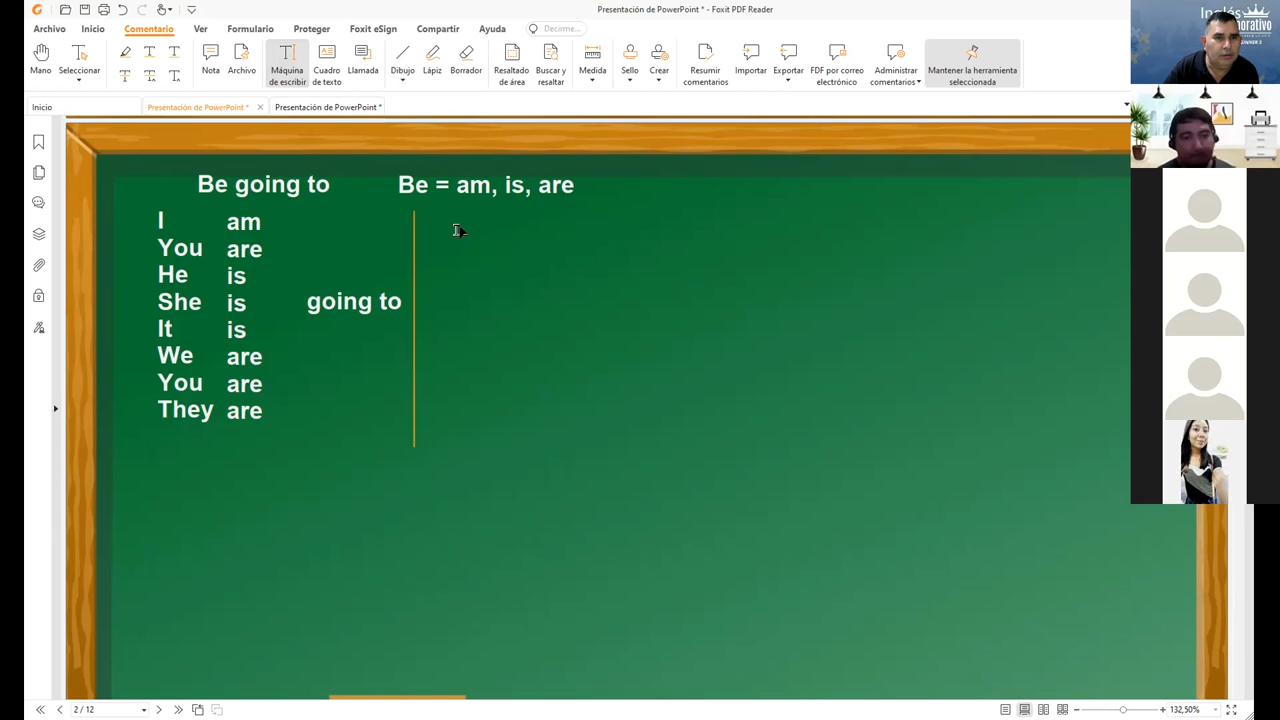 Presentación de PowerPoint * - Foxit PDF Reader
Archivo Inicio Comentario Ver Formulario Proteger Foxit eSign Compartir Ayuda Decirme...
Mano Seleccionar Nota Archivo Máquina de escribir Cuadro de texto Llamada Dibujo Lápiz Borrador Resaltado de área Buscar y resaltar Medida Sello Crear Resumir comentarios Importar Exportar PDF por correo electrónico Administrar comentarios Mantener la herramienta seleccionada
Inicio Presentación de PowerPoint * Presentación de PowerPoint *
Be going to Be = am, is, are
I am
You are
He is
She is going to
It is
We are
You are
They are
2 / 12 132,50%